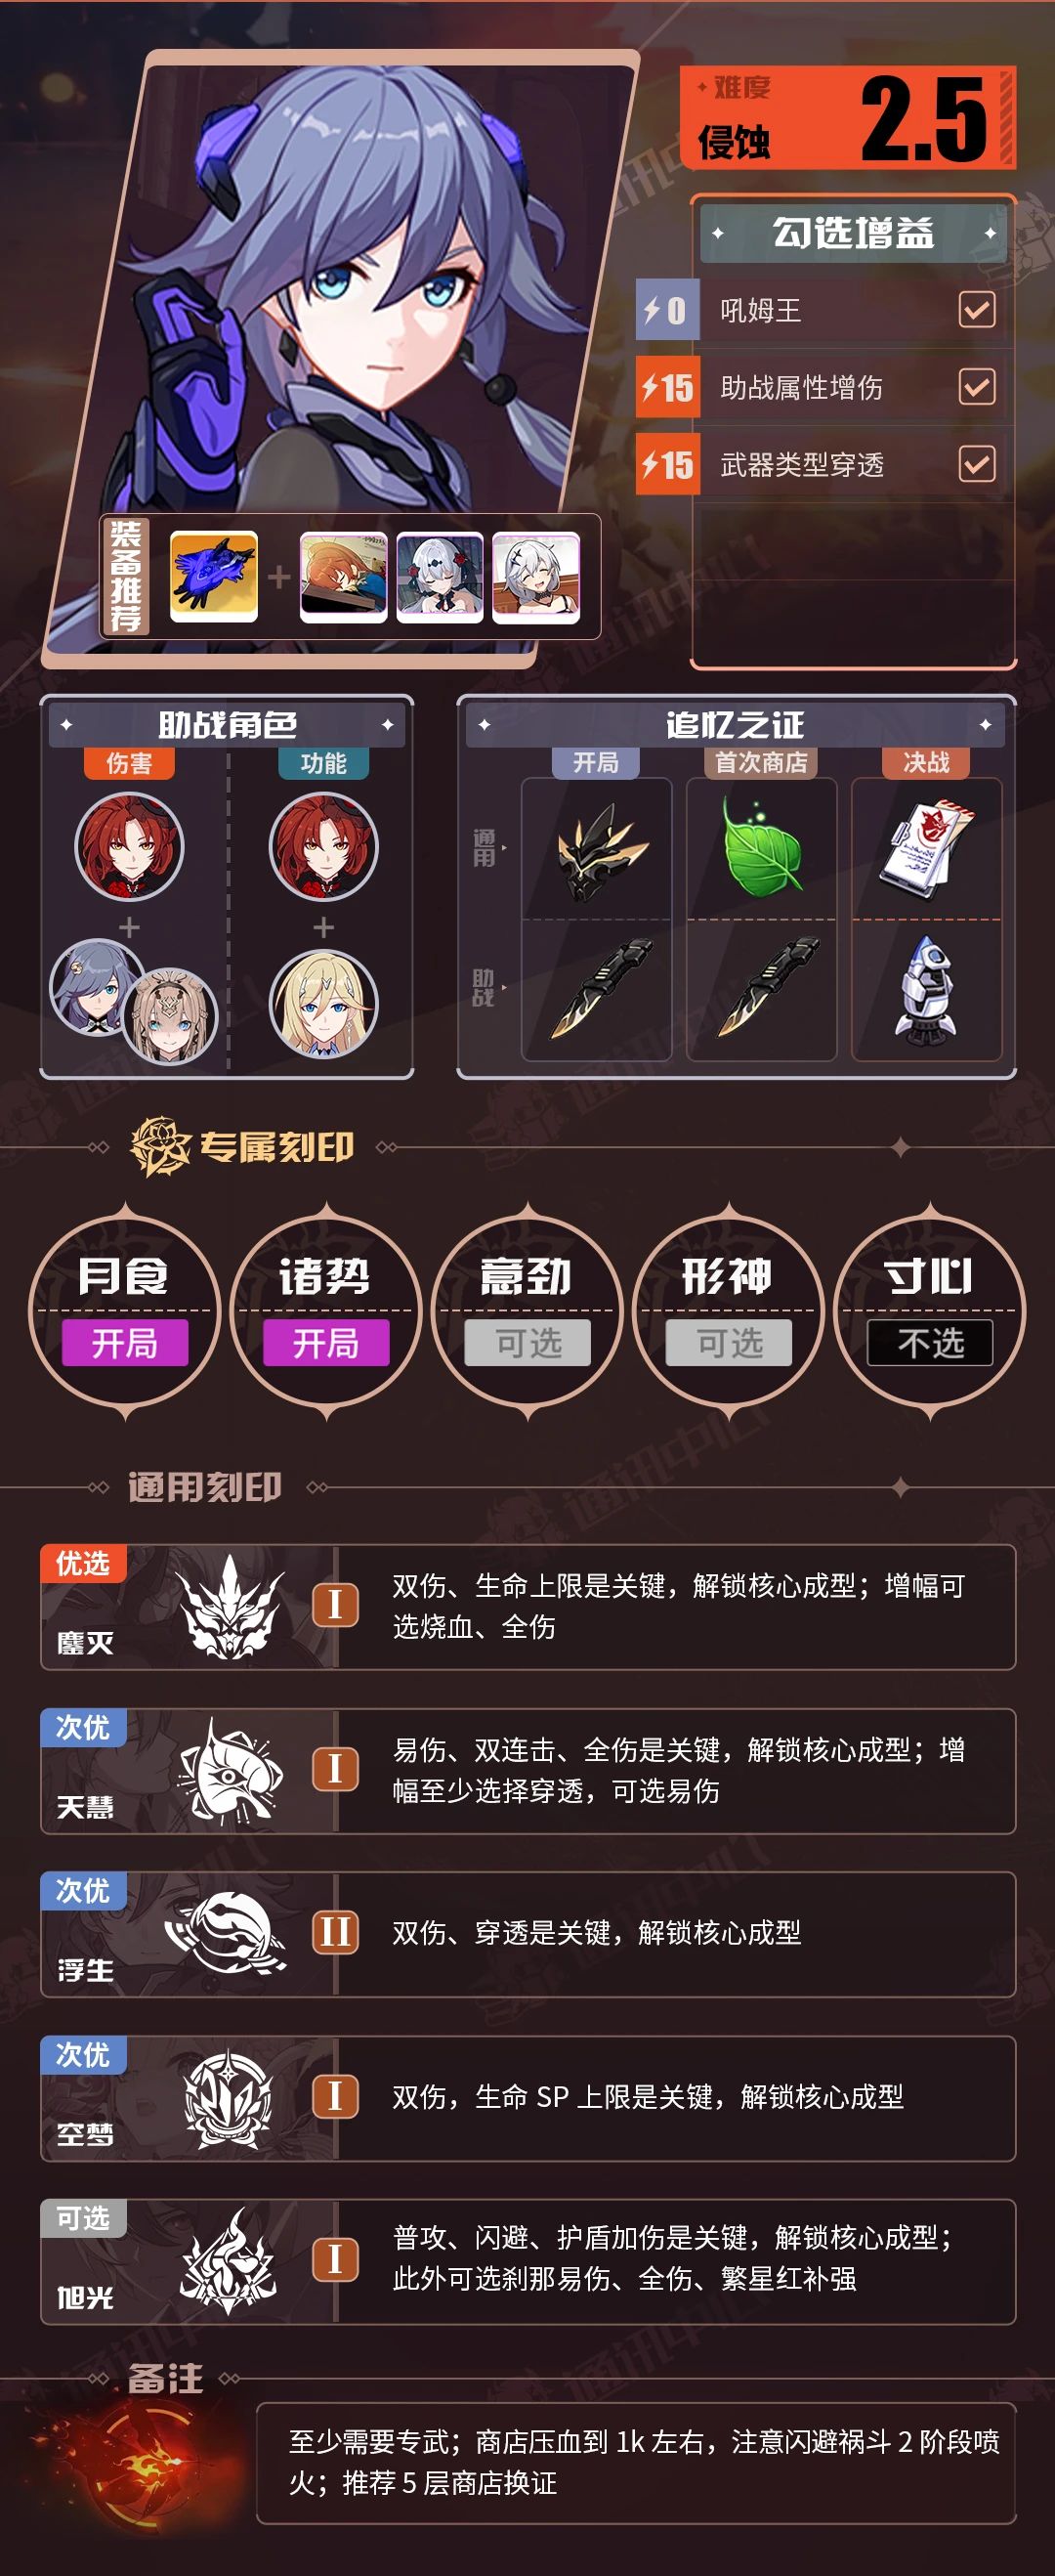 难度
侵蚀
2.5
勾选增益
0 吼姆王
15 助战属性增伤
15 武器类型穿透
装备推荐
助战角色
伤害
功能
追忆之证
开局
首次商店
决战
通用
助战
专属刻印
月食
开局
诸势
开局
意劲
可选
形神
可选
寸心
不选
通用刻印
优选
鏖灭
I
双伤、生命上限是关键，解锁核心成型；增幅可
选烧血、全伤
次优
天慧
I
易伤、双连击、全伤是关键，解锁核心成型；增
幅至少选择穿透，可选易伤
次优
浮生
II
双伤、穿透是关键，解锁核心成型
次优
空梦
I
双伤，生命 SP 上限是关键，解锁核心成型
可选
旭光
I
普攻、闪避、护盾加伤是关键，解锁核心成型；
此外可选刹那易伤、全伤、繁星红补强
备注
至少需要专武；商店压血到 1k 左右，注意闪避祸斗 2 阶段喷
火；推荐 5 层商店换证
通讯中心